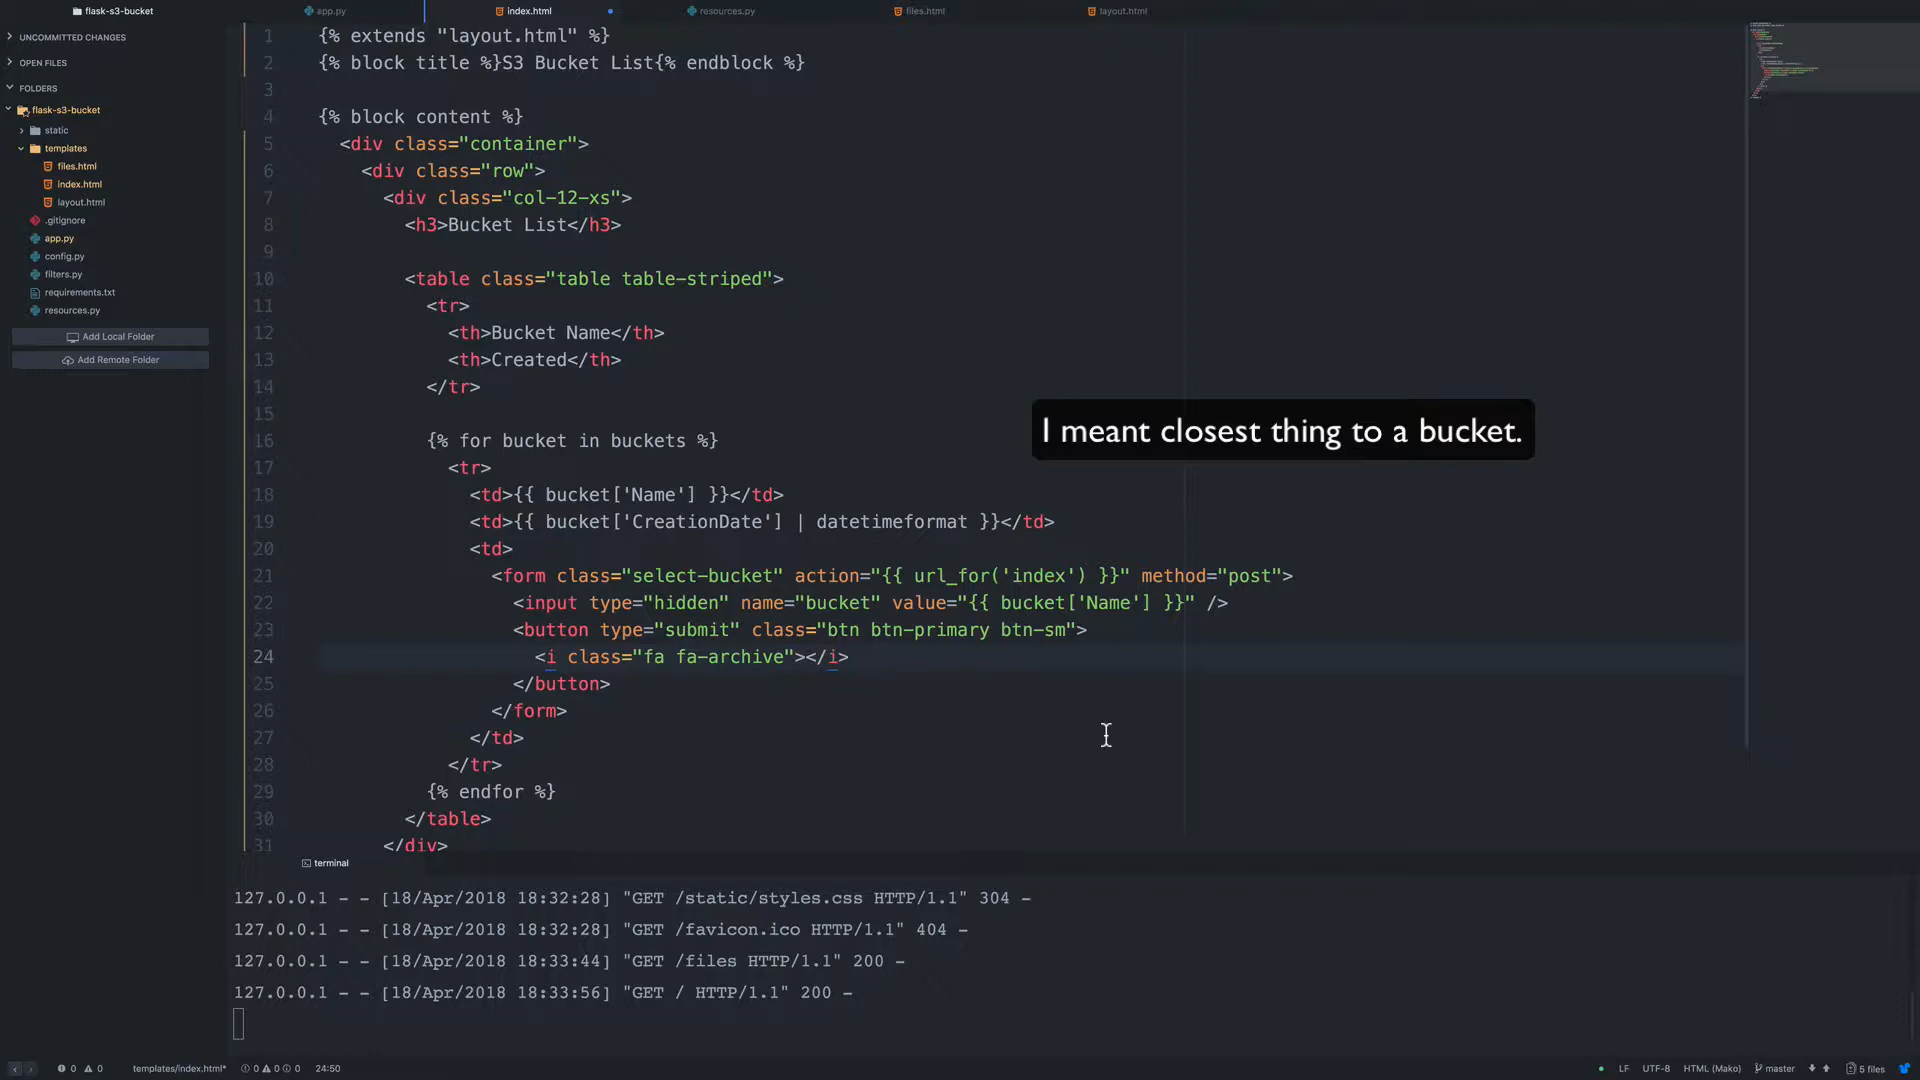 flask-s3-bucket
app.py
index.html
resources.py
files.html
layout.html
UNCOMMITTED CHANGES
OPEN FILES
FOLDERS
flask-s3-bucket
static
templates
files.html
index.html
layout.html
.gitignore
app.py
config.py
filters.py
requirements.txt
resources.py
Add Local Folder
Add Remote Folder
1 {% extends "layout.html" %}
2 {% block title %}S3 Bucket List{% endblock %}
3
4 {% block content %}
5 <div class="container">
6 <div class="row">
7 <div class="col-12-xs">
8 <h3>Bucket List</h3>
9
10 <table class="table table-striped">
11 <tr>
12 <th>Bucket Name</th>
13 <th>Created</th>
14 </tr>
15
16 {% for bucket in buckets %}
17 <tr>
18 <td>{{ bucket['Name'] }}</td>
19 <td>{{ bucket['CreationDate'] | datetimeformat }}</td>
20 <td>
21 <form class="select-bucket" action="{{ url_for('index') }}" method="post">
22 <input type="hidden" name="bucket" value="{{ bucket['Name'] }}" />
23 <button type="submit" class="btn btn-primary btn-sm">
24 <i class="fa fa-archive"></i>
25 </button>
26 </form>
27 </td>
28 </tr>
29 {% endfor %}
30 </table>
31 </div>
I meant closest thing to a bucket.
terminal
127.0.0.1 - - [18/Apr/2018 18:32:28] "GET /static/styles.css HTTP/1.1" 304 -
127.0.0.1 - - [18/Apr/2018 18:32:28] "GET /favicon.ico HTTP/1.1" 404 -
127.0.0.1 - - [18/Apr/2018 18:33:44] "GET /files HTTP/1.1" 200 -
127.0.0.1 - - [18/Apr/2018 18:33:56] "GET / HTTP/1.1" 200 -
0 0 templates/index.html* 0 0 0 24:50 LF UTF-8 HTML (Mako) master 5 files